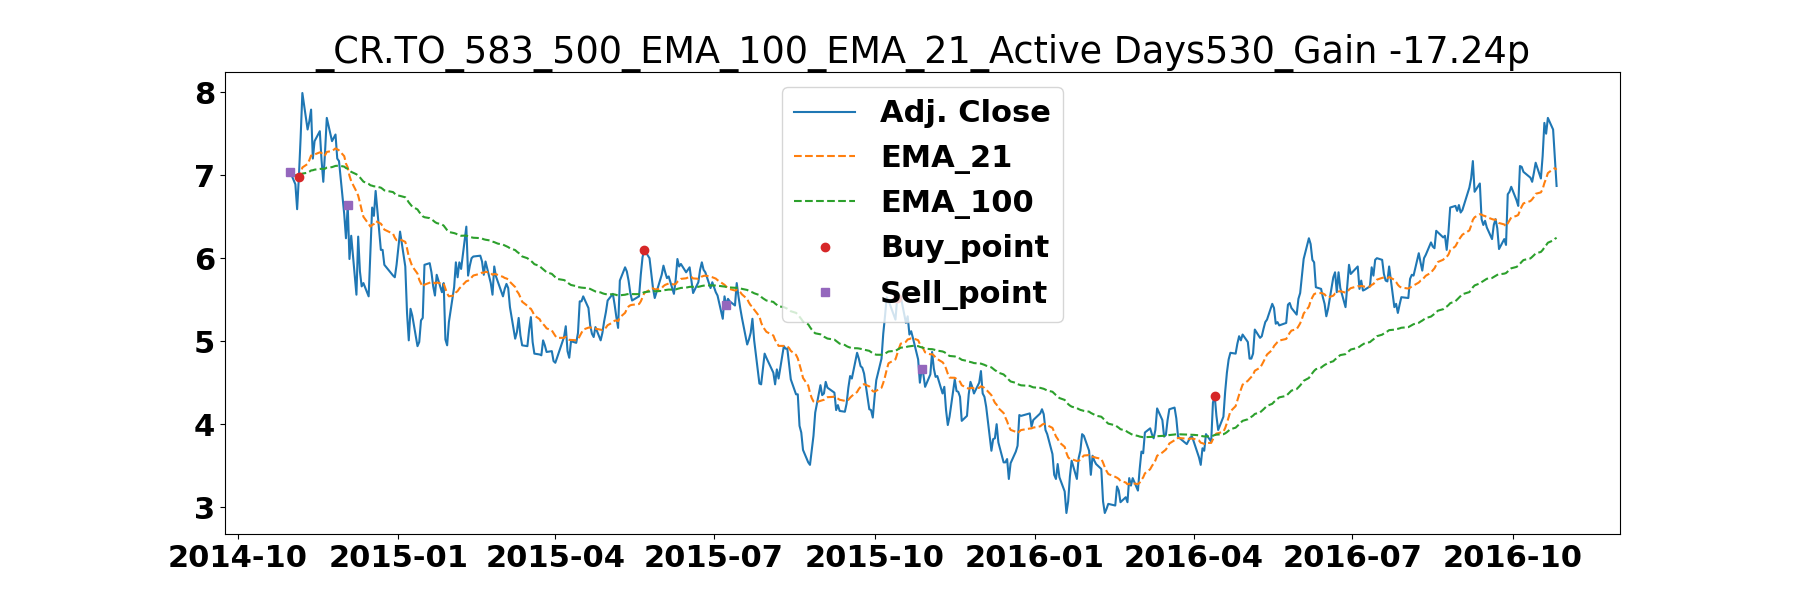 _CR.TO_583_500_EMA_100_EMA_21_Active Days530_Gain -17.24p
8
7
6
5
4
3
Adj. Close
EMA_21
EMA_100
Buy_point
Sell_point
2014-10 2015-01 2015-04 2015-07 2015-10 2016-01 2016-04 2016-07 2016-10